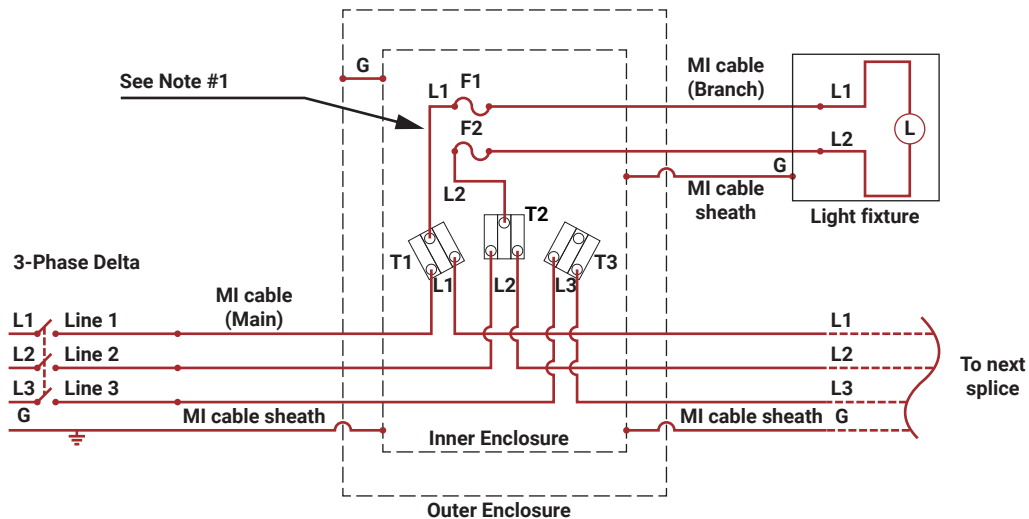 G
See Note #1
L1
F1
F2
L2
MI cable
(Branch)
L1
L2
L
G
MI cable
sheath
Light fixture
T1
T2
T3
L1
L2
L3
3-Phase Delta
MI cable
(Main)
L1
Line 1
L2
Line 2
L3
Line 3
G
MI cable sheath
L1
L2
L3
MI cable sheath
G
To next
splice
Inner Enclosure
Outer Enclosure